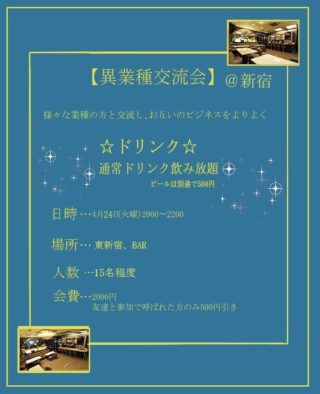 【異業種交流会】@新宿
様々な業種の方と交流し,お互いのビジネスをよりよく
☆ドリンク☆
通常ドリンク飲み放題
ビールは別途で500円
日時…4月24日(火曜)2000～2200
場所… 東新宿、BAR
人数 …15名程度
会費…2000円
友達と参加で呼ばれた方のみ500円引き